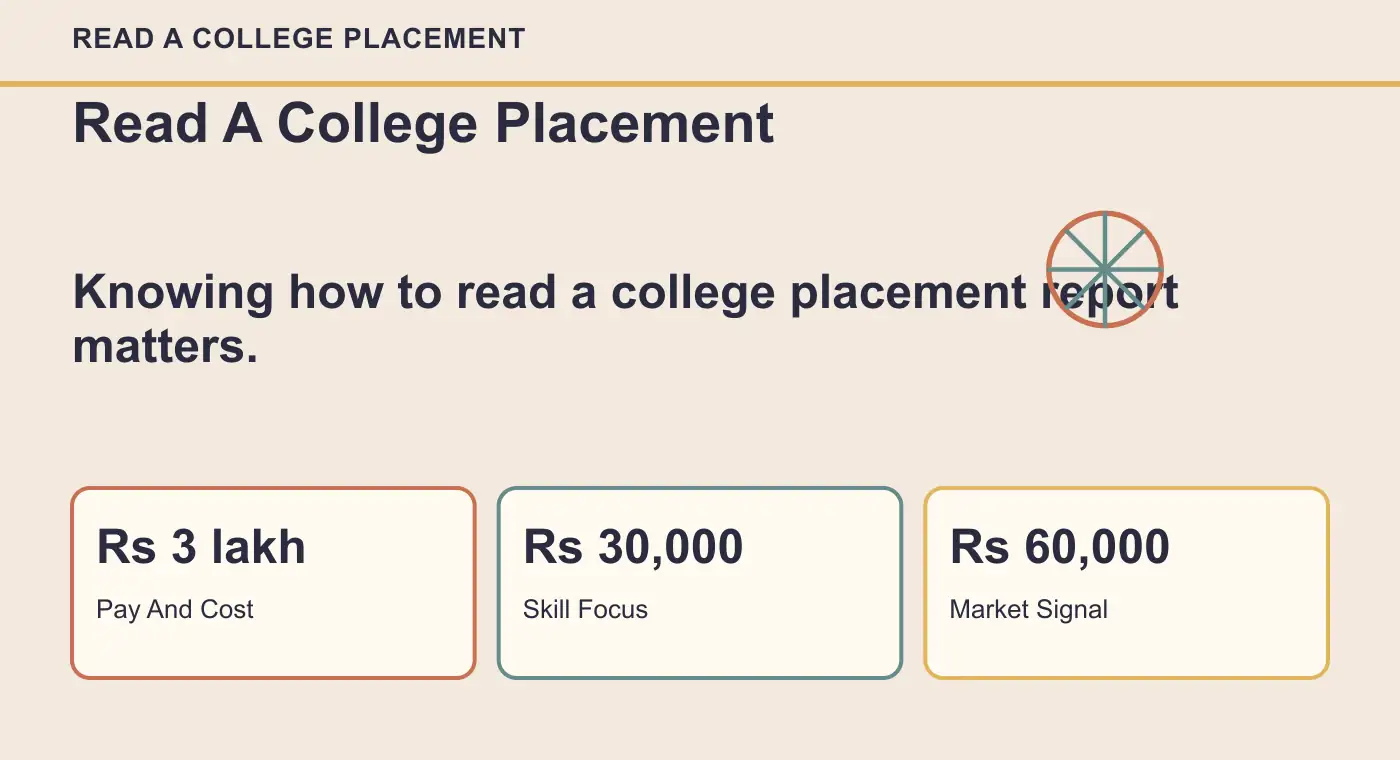 READ A COLLEGE PLACEMENT
Read A College Placement
Knowing how to read a college placement report
matters.
Rs 3 lakh
Pay And Cost
Rs 30,000
Skill Focus
Rs 60,000
Market Signal